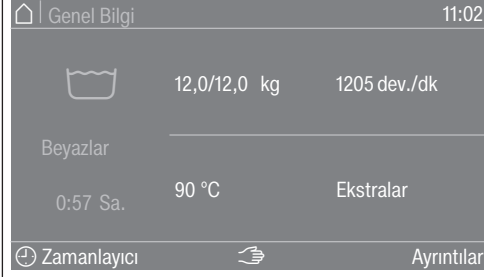 Genel Bilgi 11:02
12,0/12,0 kg 1205 dev./dk
Beyazlar
90 °C Ekstralar
0:57 Sa.
Zamanlayıcı Ayrıntılar